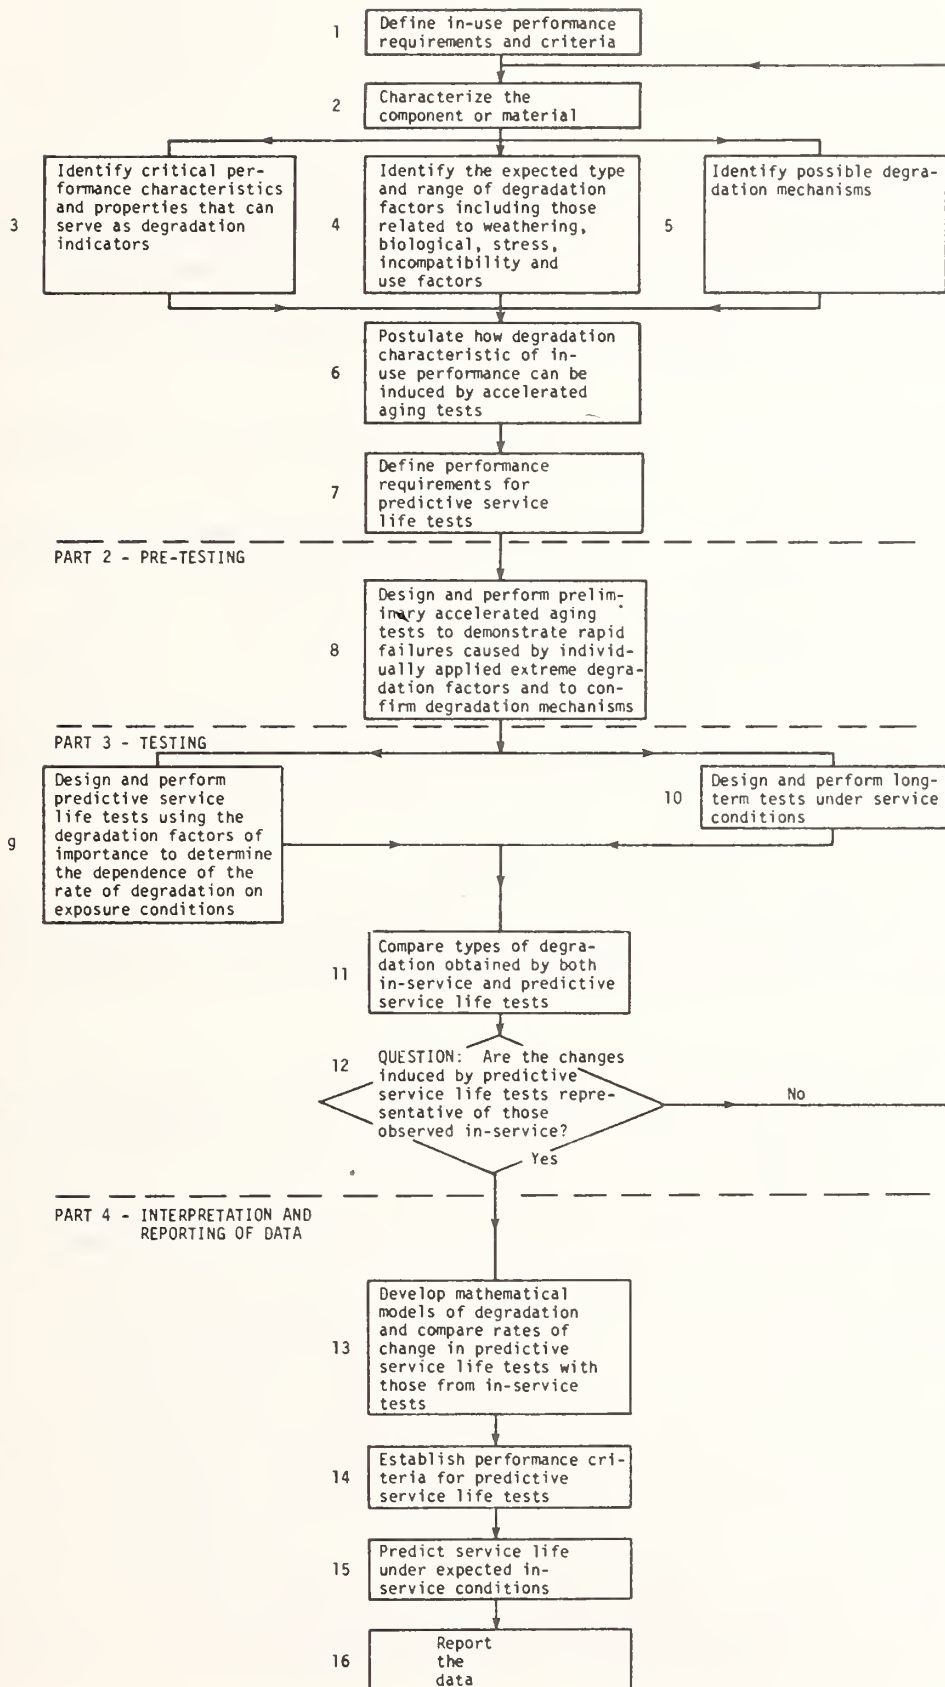 1
Define in-use performance
requirements and criteria
2
Characterize the
component or material
3
Identify critical per-
formance characteristics
and properties that can
serve as degradation
indicators
4
Identify the expected type
and range of degradation
factors including those
related to weathering,
biological, stress,
incompatibility and
use factors
5
Identify possible degra-
dation mechanisms
6
Postulate how degradation
characteristic of in-
use performance can be
induced by accelerated
aging tests
7
Define performance
requirements for
predictive service
life tests
PART 2 - PRE-TESTING
8
Design and perform prelim-
inary accelerated aging
tests to demonstrate rapid
failures caused by individ-
ually applied extreme degra-
dation factors and to con-
firm degradation mechanisms
PART 3 - TESTING
9
Design and perform
predictive service
life tests using the
degradation factors of
importance to determine
the dependence of the
rate of degradation on
exposure conditions
10
Design and perform long-
term tests under service
conditions
11
Compare types of degra-
dation obtained by both
in-service and predictive
service life tests
12
QUESTION: Are the changes
induced by predictive
service life tests repre-
sentative of those
observed in-service?
No
Yes
PART 4 - INTERPRETATION AND
REPORTING OF DATA
13
Develop mathematical
models of degradation
and compare rates of
change in predictive
service life tests with
those from in-service
tests
14
Establish performance cri-
teria for predictive
service life tests
15
Predict service life
under expected in-
service conditions
16
Report
the
data